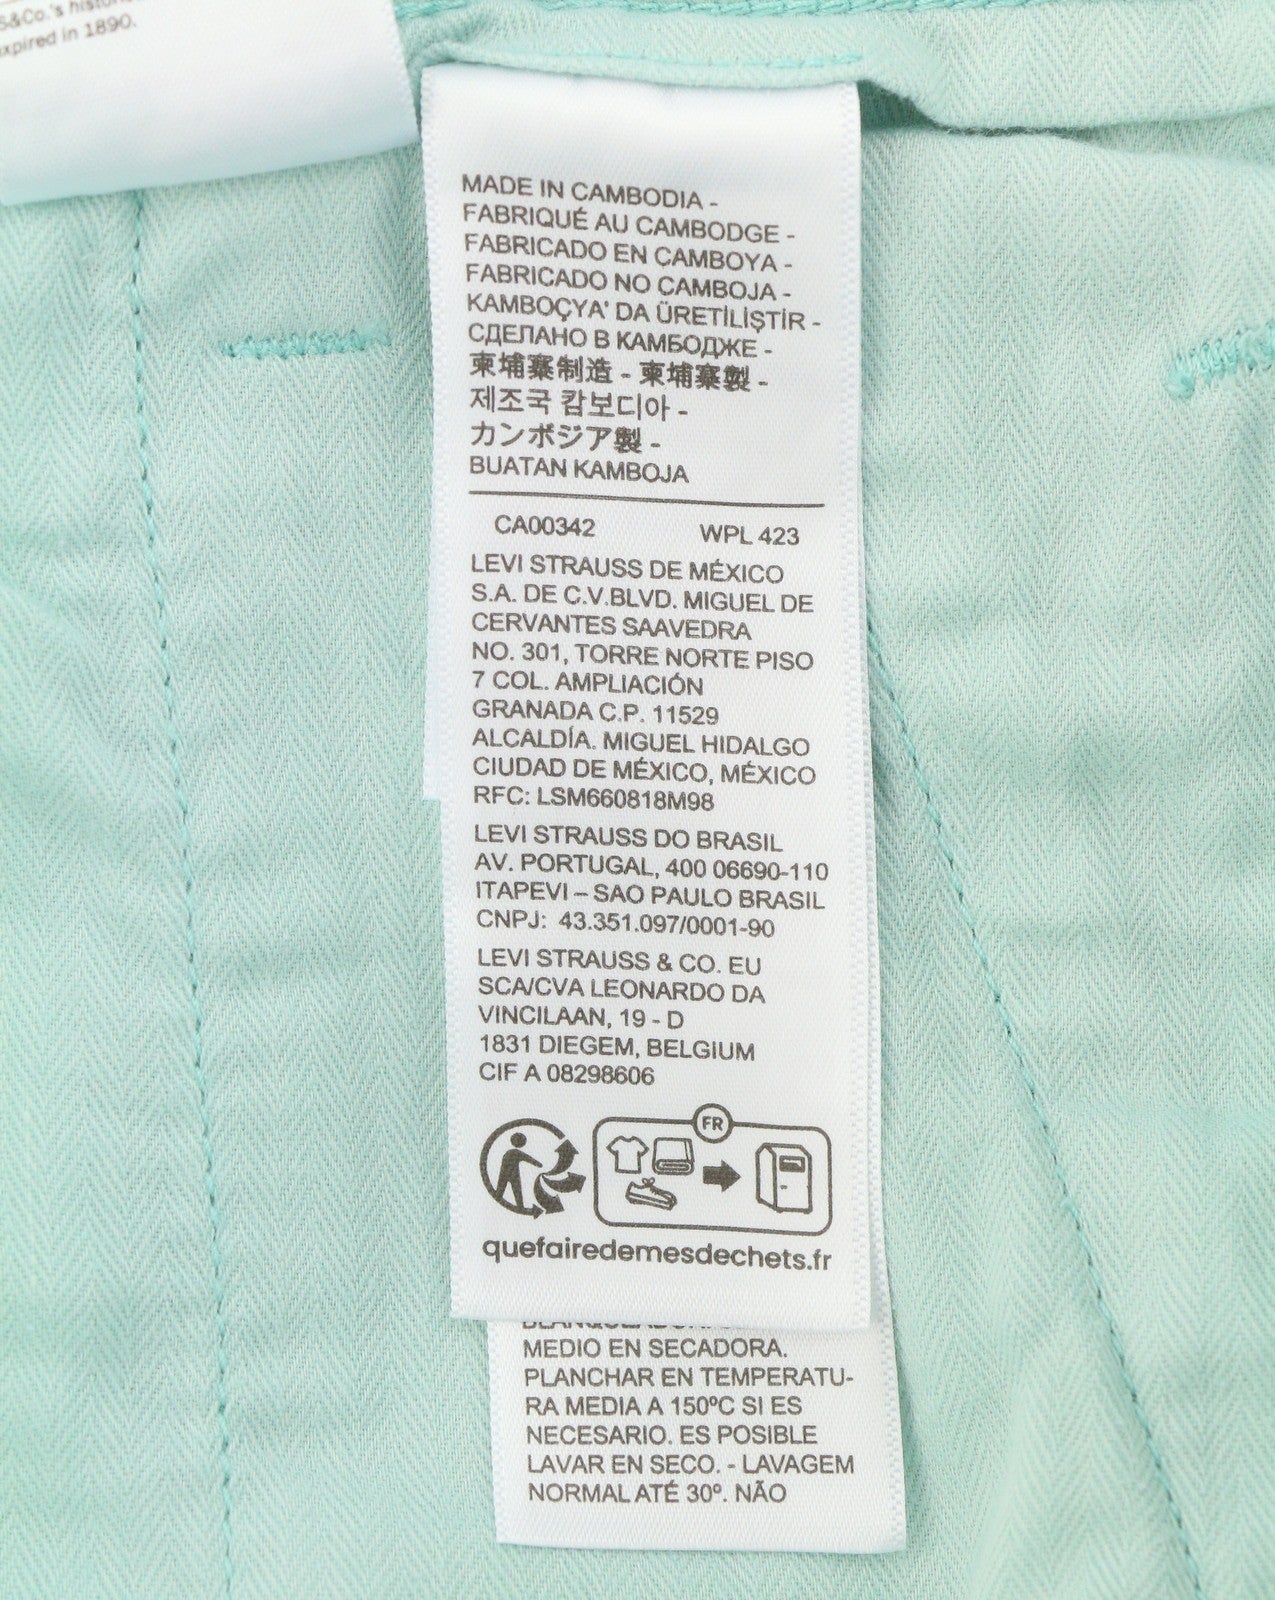 S&Co.'s
expired in 1890.
MADE IN CAMBODIA -
FABRIQUÉ AU CAMBODGE -
FABRICADO EN CAMBOYA -
FABRICADO NO CAMBOJA -
KAMBOÇYA' DA ÜRETİLİŞTİR -
СДЕЛАНО В КАМБОДЖЕ -
柬埔寨制造 - 柬埔寨製 -
제조국 캄보디아 -
カンボジア製 -
BUATAN KAMBOJA
CA00342 WPL 423
LEVI STRAUSS DE MÉXICO
S.A. DE C.V.BLVD. MIGUEL DE
CERVANTES SAAVEDRA
NO. 301, TORRE NORTE PISO
7 COL. AMPLIACIÓN
GRANADA C.P. 11529
ALCALDÍA. MIGUEL HIDALGO
CIUDAD DE MÉXICO, MÉXICO
RFC: LSM660818M98
LEVI STRAUSS DO BRASIL
AV. PORTUGAL, 400 06690-110
ITAPEVI – SAO PAULO BRASIL
CNPJ: 43.351.097/0001-90
LEVI STRAUSS & CO. EU
SCA/CVA LEONARDO DA
VINCILAAN, 19 - D
1831 DIEGEM, BELGIUM
CIF A 08298606
FR
quefairedemesdechets.fr
MEDIO EN SECADORA.
PLANCHAR EN TEMPERATU-
RA MEDIA A 150ºC SI ES
NECESARIO. ES POSIBLE
LAVAR EN SECO. - LAVAGEM
NORMAL ATÉ 30º. NÃO